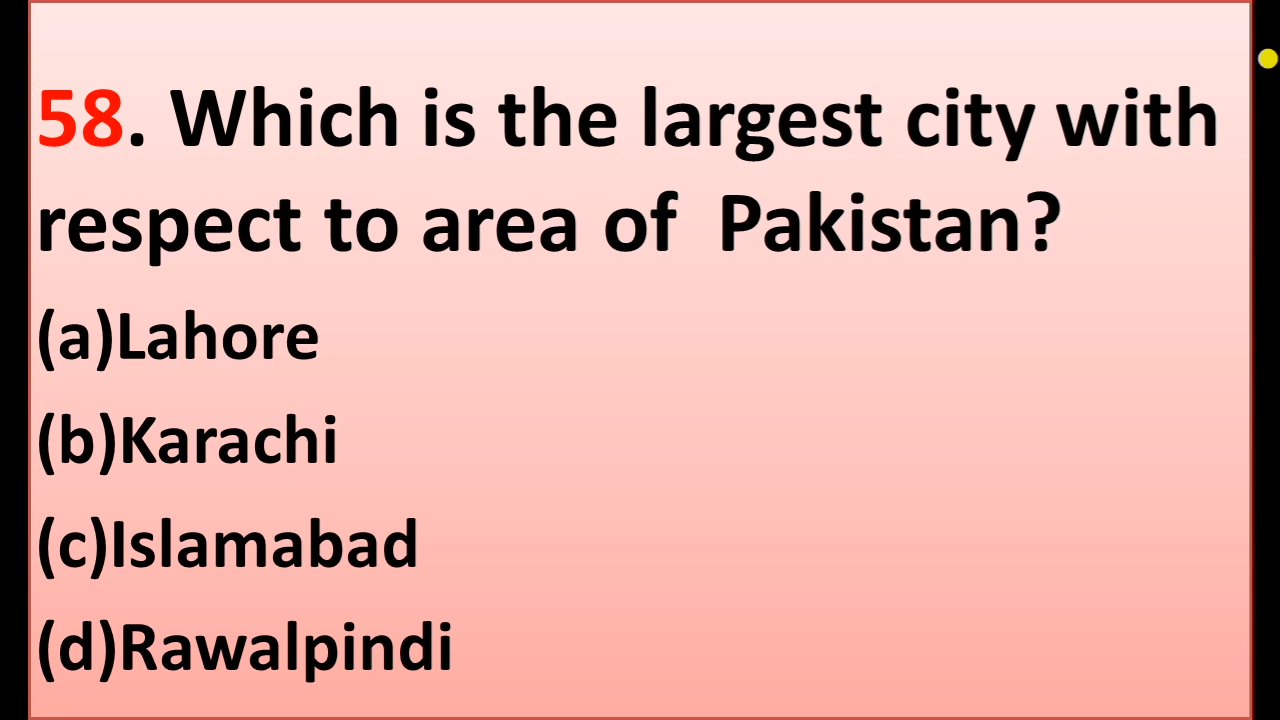 58. Which is the largest city with
respect to area of  Pakistan?
(a)Lahore
(b)Karachi
(c)Islamabad
(d)Rawalpindi